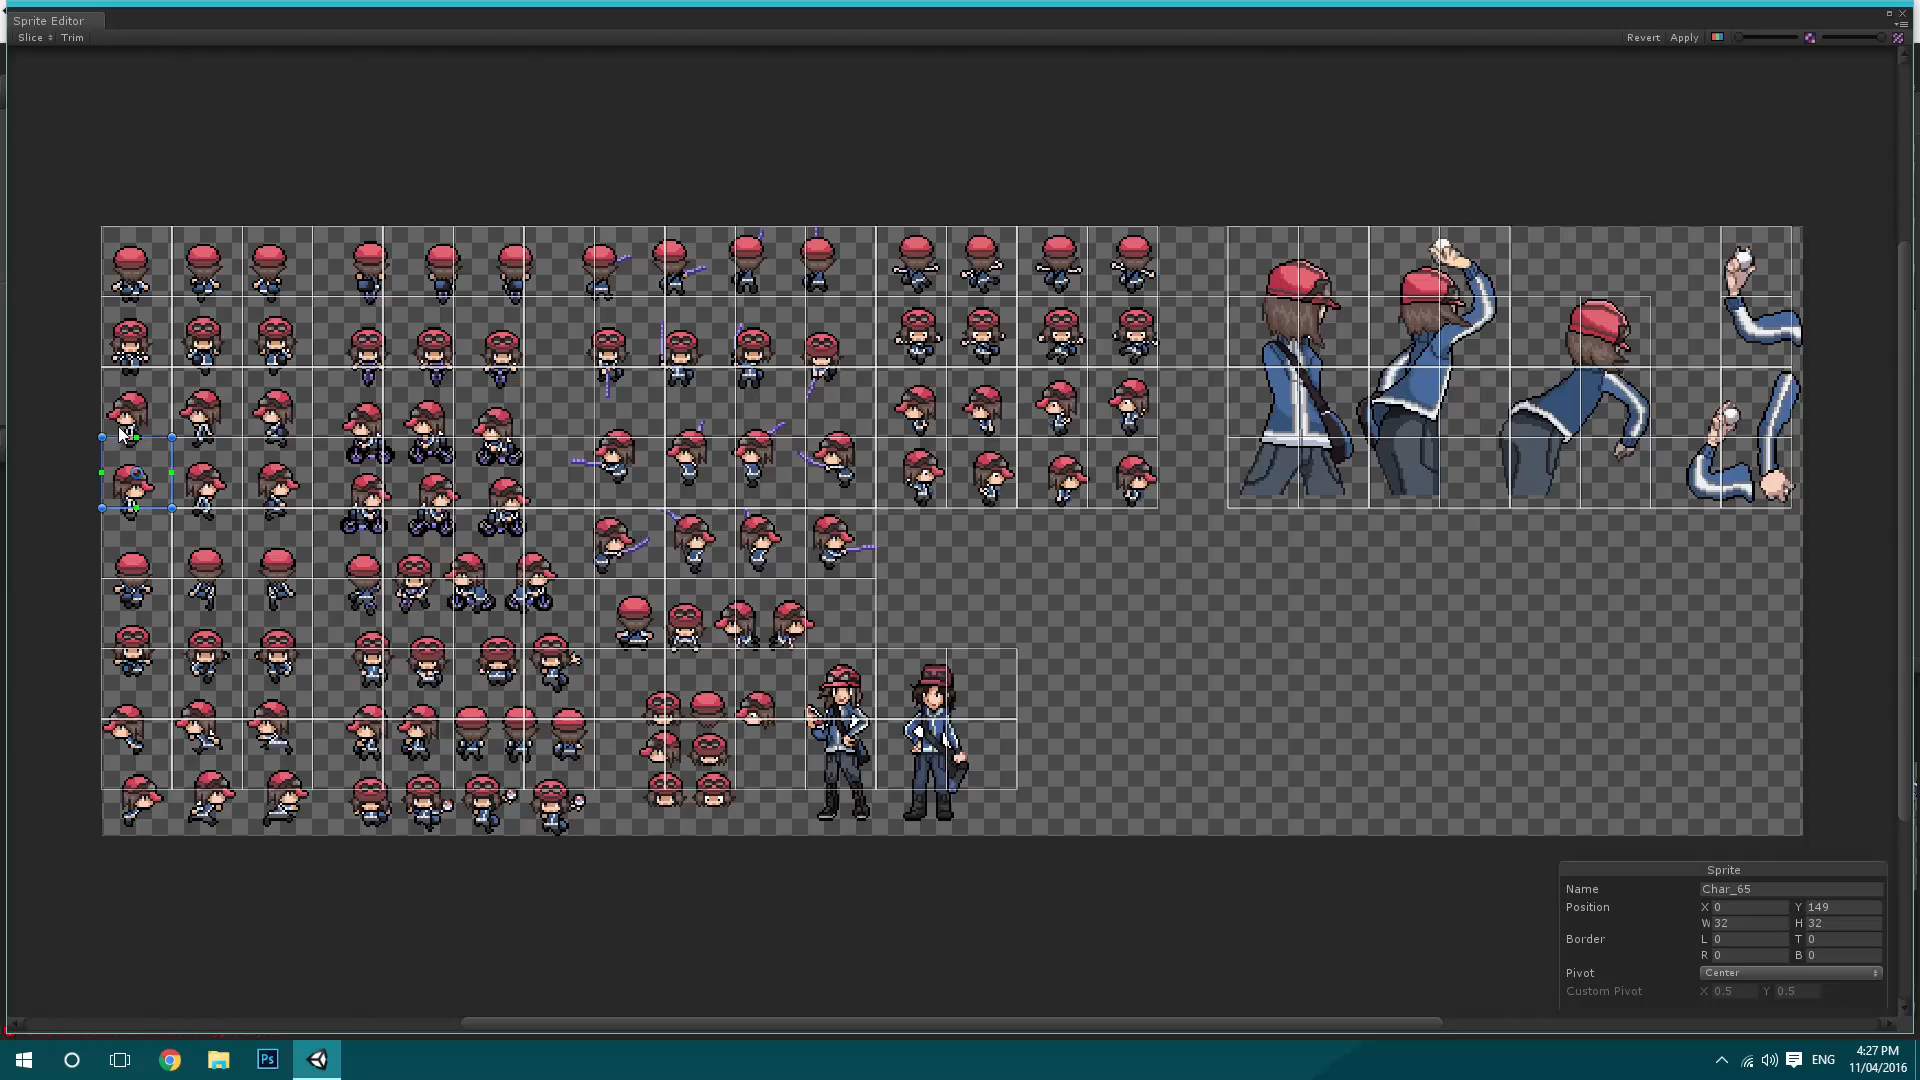 Sprite Editor
Slice Trim
Revert Apply
Sprite
Name Char_65
Position X 0 Y 149
W 32 H 32
Border L 0 T 0
R 0 B 0
Pivot Center
Custom Pivot X 0.5 Y 0.5
Ps
ENG
4:27 PM
11/04/2016